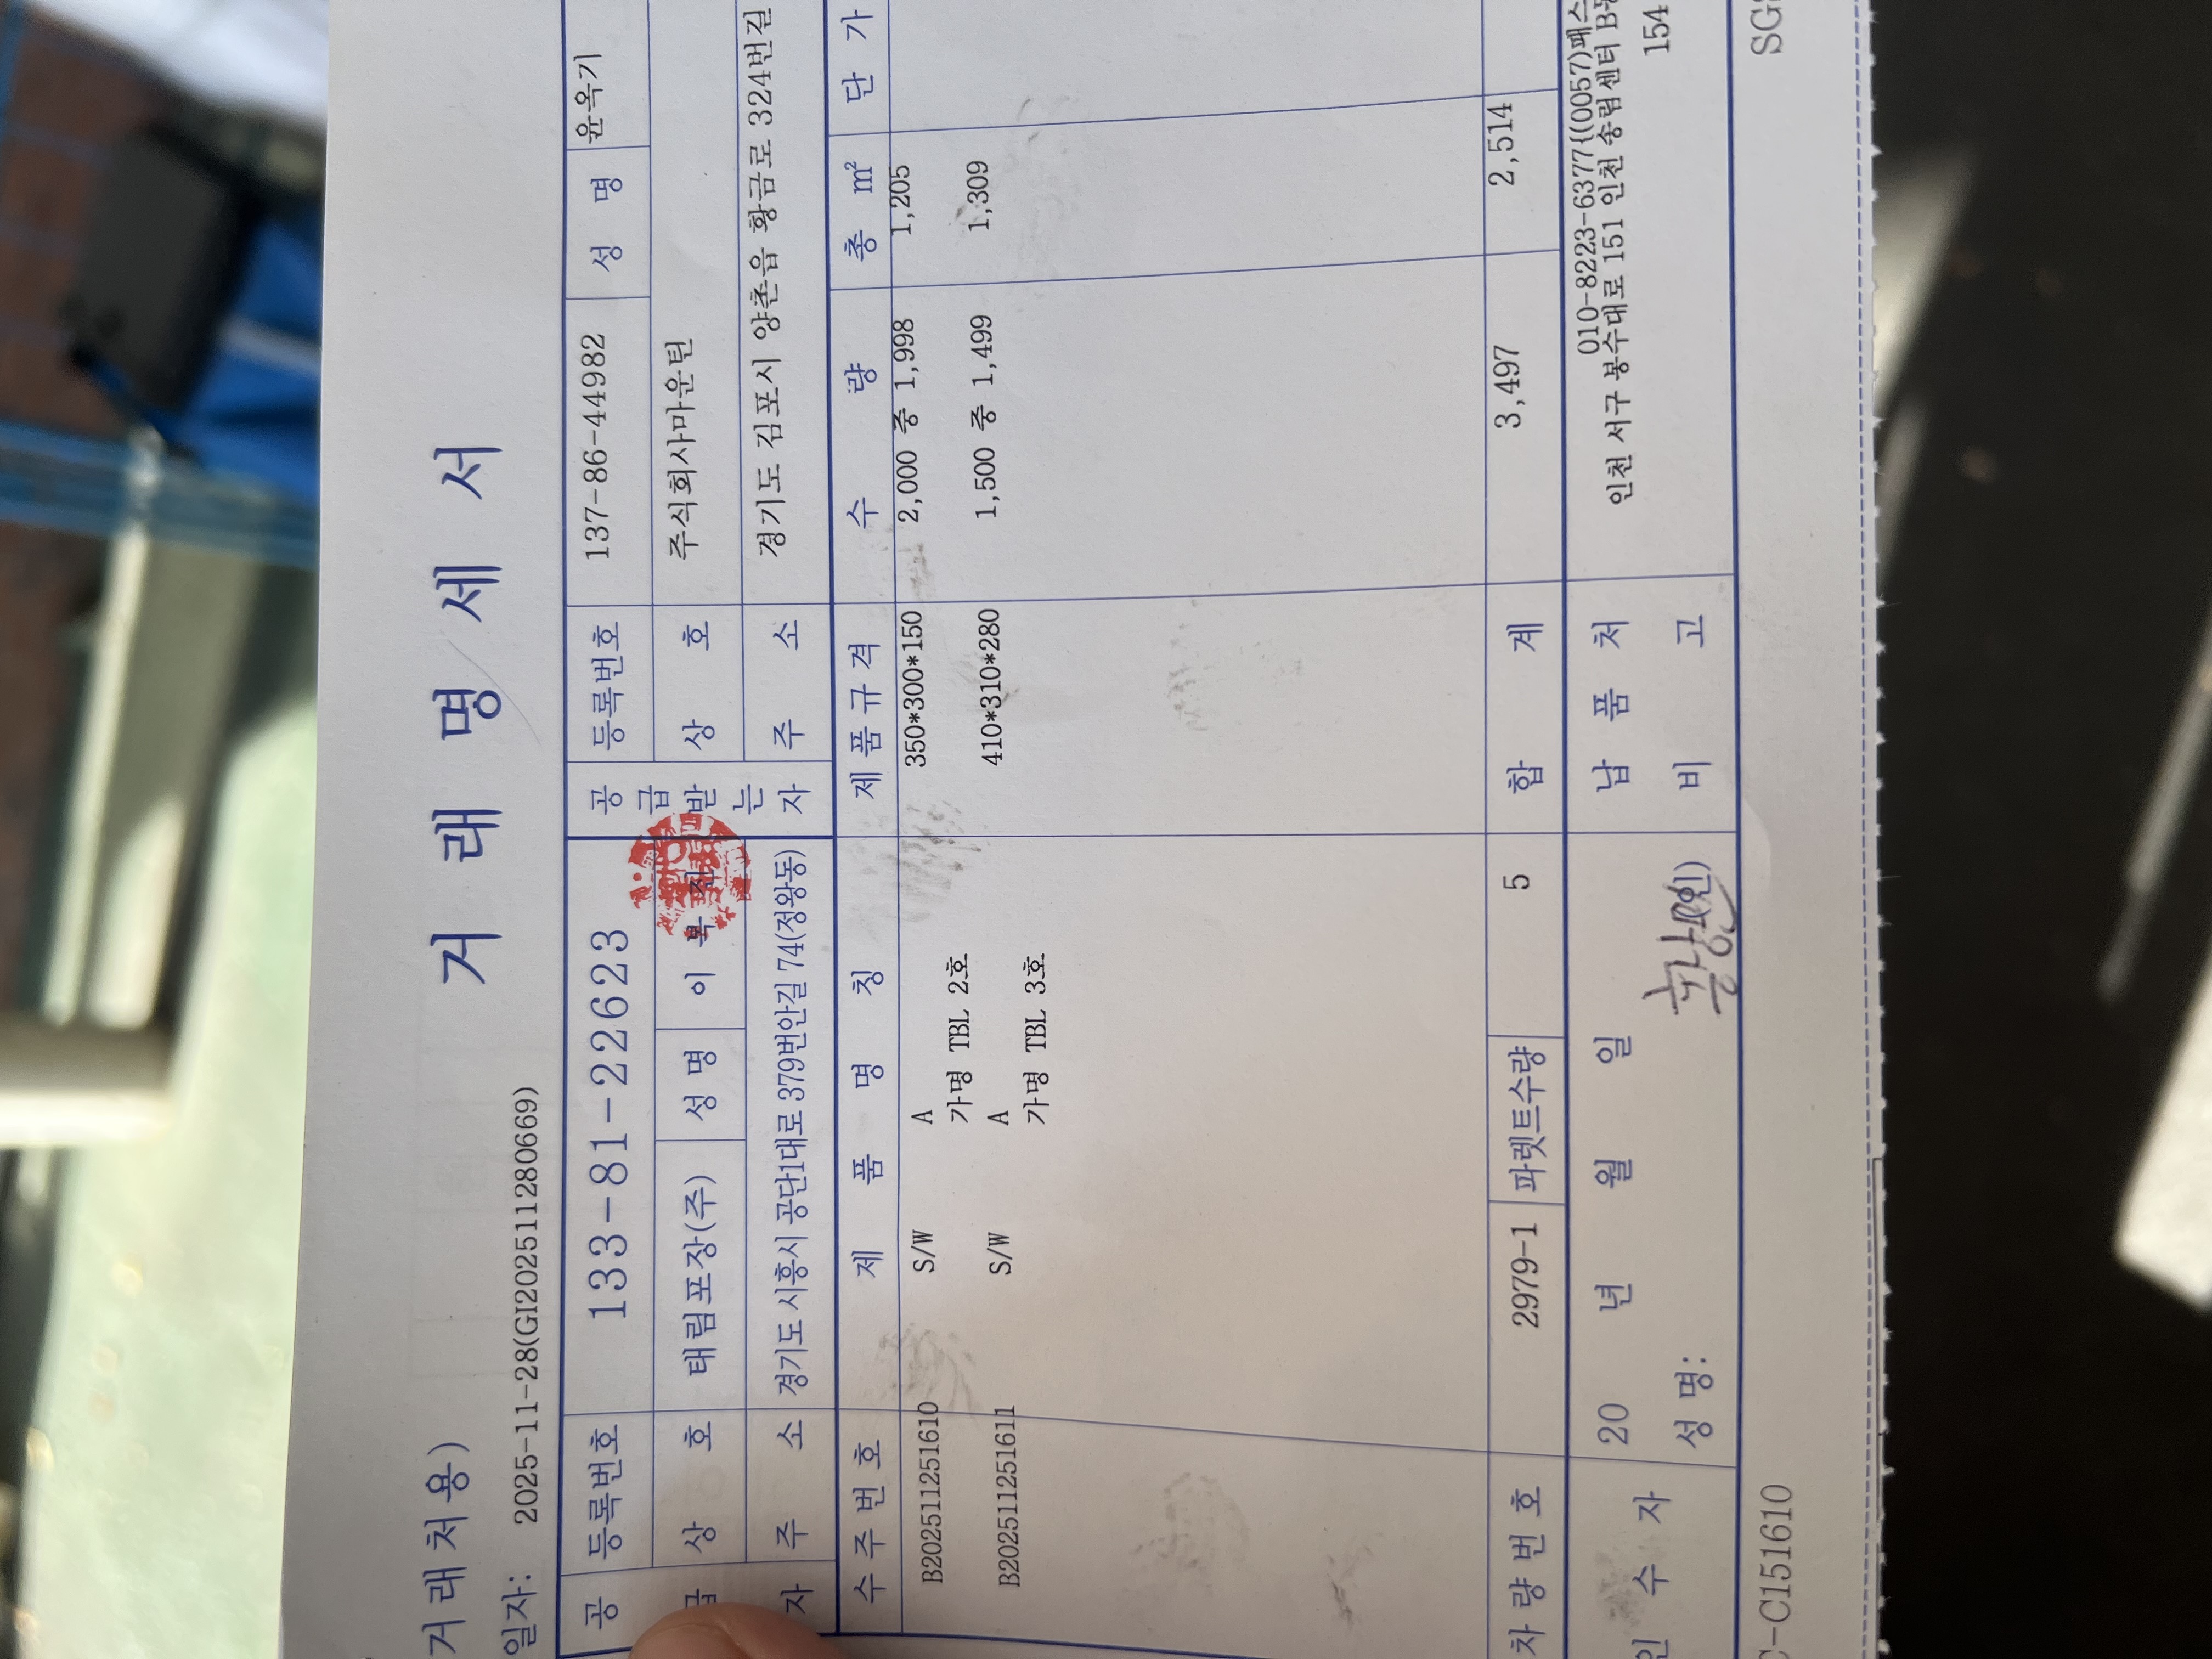 거래처용)
거 래 명 세 서
일자: 2025-11-28(GI202511280669)
공 급 자 등록번호 133-81-22623 공 급 받 는 자 등록번호 137-86-44982 성 명 윤옥기
상 호 태림포장(주) 성 명 이 복 진 상 호 주식회사마운틴
주 소 경기도 시흥시 공단1대로 379번안길 74(정왕동) 주 소 경기도 김포시 양촌읍 황금로 324번길
수 주 번 호 제 품 명 칭 제 품 규 격 수 량 총 m² 단 가
B202511251610 S/W A 350*300*150 2,000 중 1,998 1,205
가명 TBL 2호
B202511251611 S/W A 410*310*280 1,500 중 1,499 1,309
가명 TBL 3호
차 량 번 호 2979-1 파렛트수량 5 합 계 3,497 2,514
인 수 자 20 년 월 일 납 품 처 010-8223-6377{(0057)패스
인천 서구 봉수대로 151 인천 송림센터 B동
성 명: (인) 비 고 154
C-C151610 SG